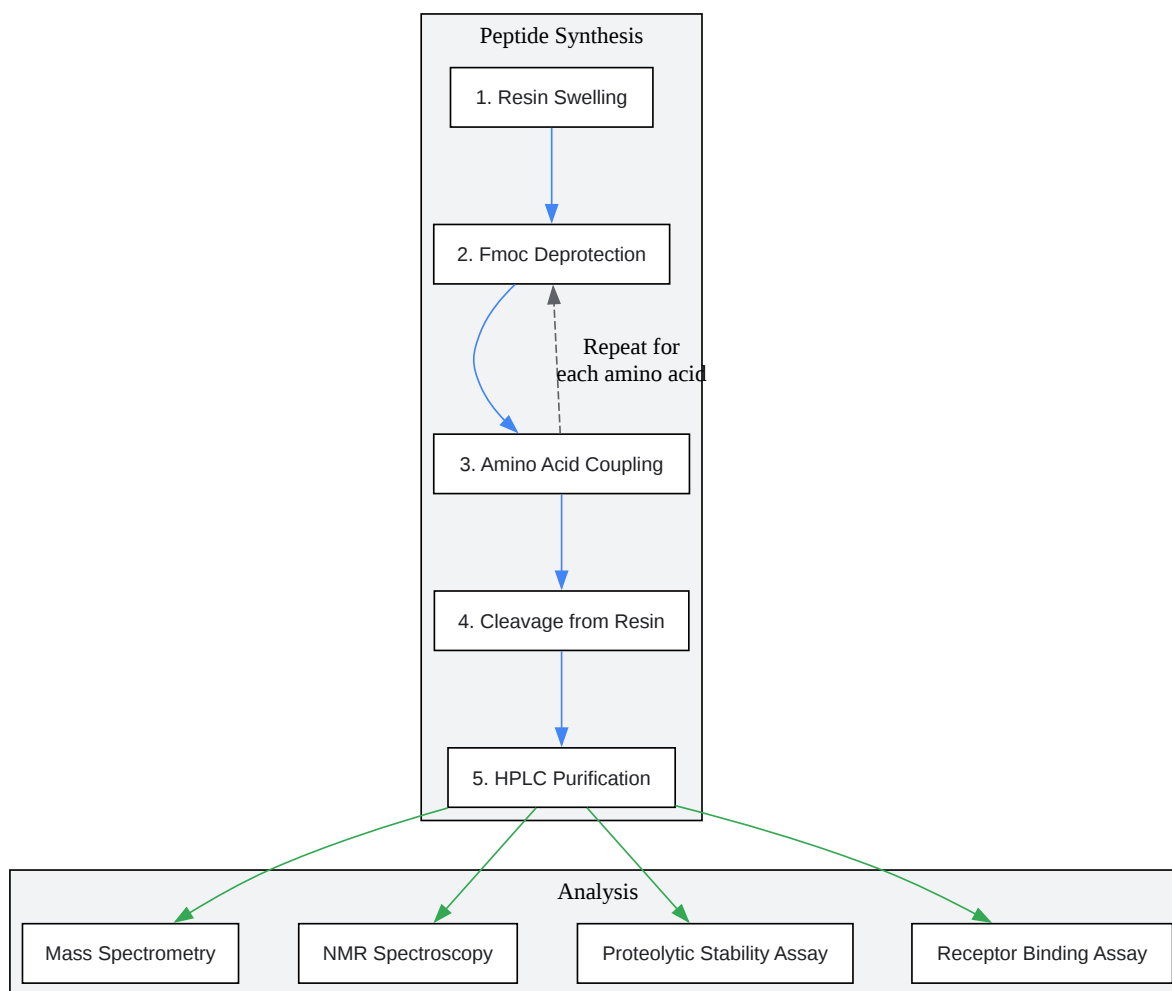 Peptide Synthesis
1. Resin Swelling
2. Fmoc Deprotection
Repeat for
each amino acid
3. Amino Acid Coupling
4. Cleavage from Resin
5. HPLC Purification
Analysis
Mass Spectrometry
NMR Spectroscopy
Proteolytic Stability Assay
Receptor Binding Assay